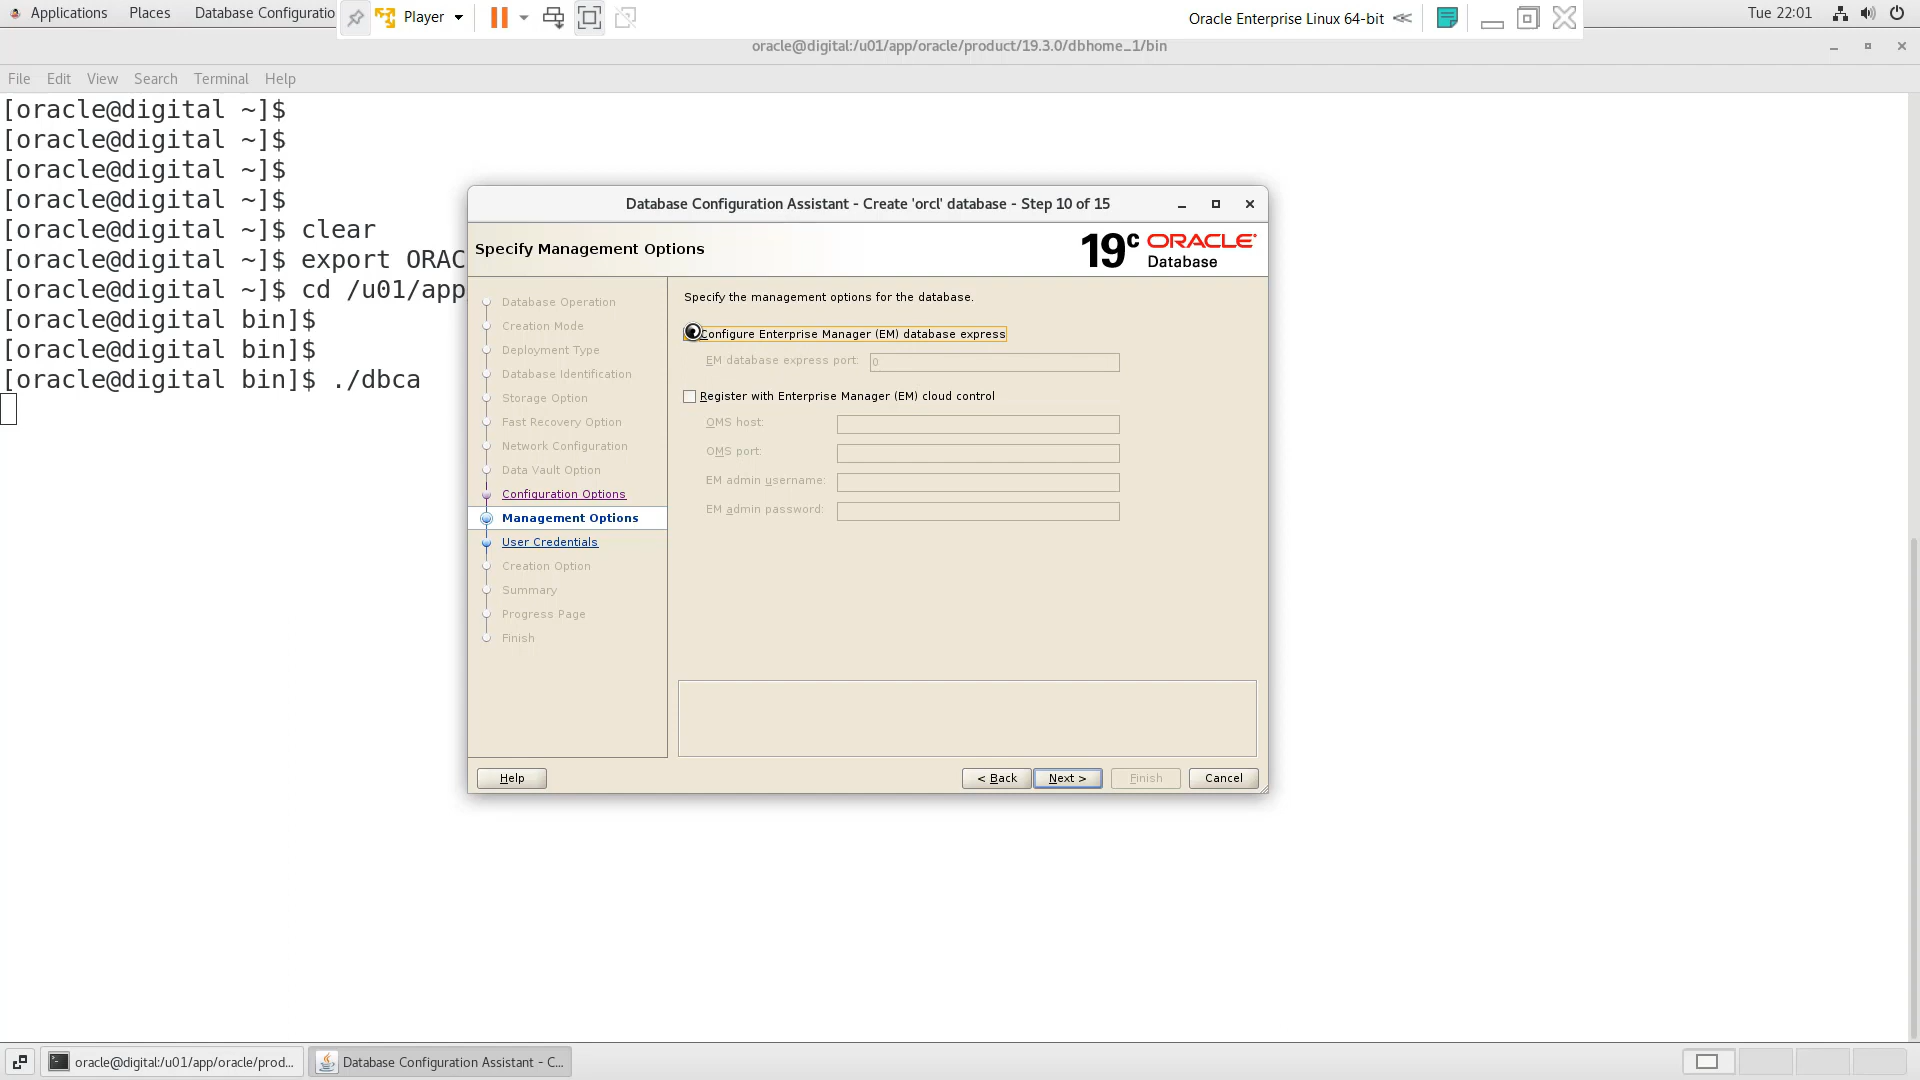 Applications Places Database Configuratio Player Oracle Enterprise Linux 64-bit Tue 22:01
oracle@digital:/u01/app/oracle/product/19.3.0/dbhome_1/bin
File Edit View Search Terminal Help
[oracle@digital ~]$
[oracle@digital ~]$
[oracle@digital ~]$
[oracle@digital ~]$
[oracle@digital ~]$ clear
[oracle@digital ~]$ export ORAC
[oracle@digital ~]$ cd /u01/app
[oracle@digital bin]$
[oracle@digital bin]$
[oracle@digital bin]$ ./dbca
Database Configuration Assistant - Create 'orcl' database - Step 10 of 15
Specify Management Options
19c ORACLE
Database
Database Operation
Creation Mode
Deployment Type
Database Identification
Storage Option
Fast Recovery Option
Network Configuration
Data Vault Option
Configuration Options
Management Options
User Credentials
Creation Option
Summary
Progress Page
Finish
Specify the management options for the database.
Configure Enterprise Manager (EM) database express
EM database express port: 0
Register with Enterprise Manager (EM) cloud control
OMS host:
OMS port:
EM admin username:
EM admin password:
Help < Back Next > Finish Cancel
oracle@digital:/u01/app/oracle/prod... Database Configuration Assistant - C...